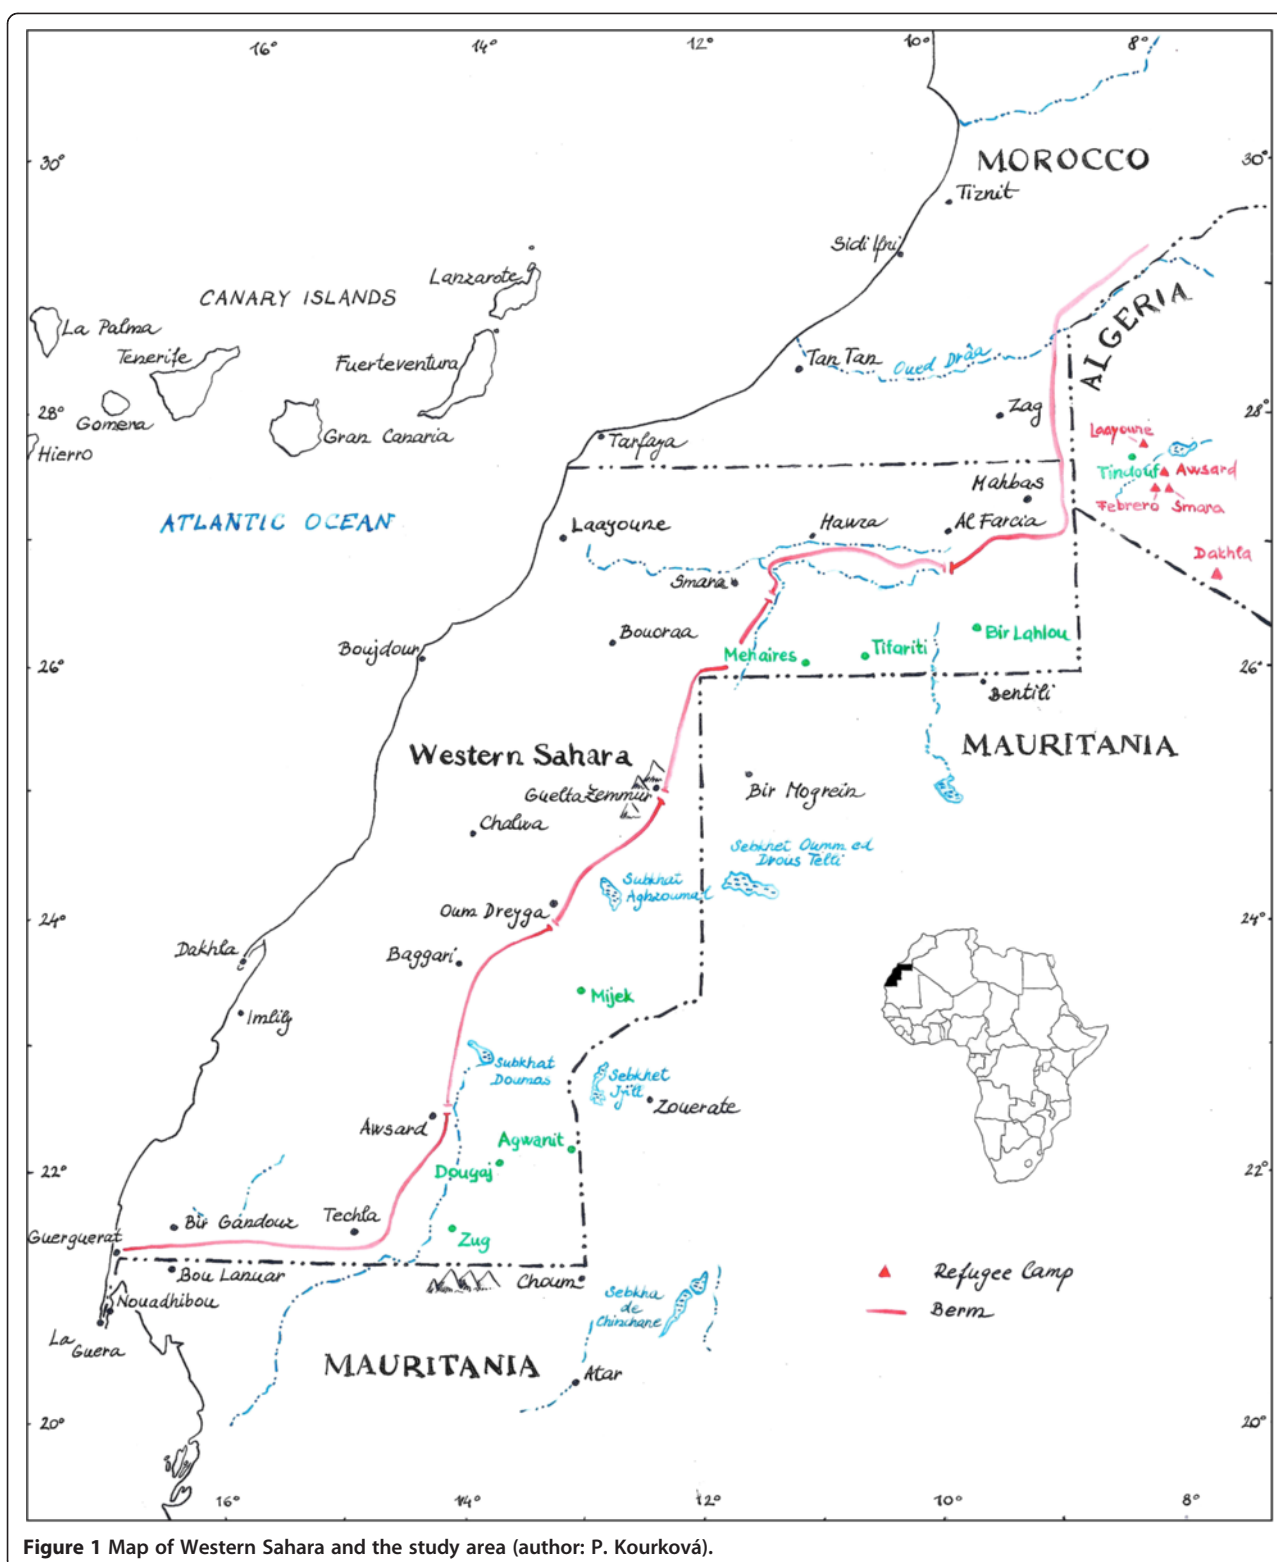 16°
14°
12°
10°
8°
30°
MOROCCO
30°
Tiznit
Sidi Ifni
Lanzarote
CANARY ISLANDS
La Palma
Tenerife
Fuerteventura
ALGERIA
Tan Tan
Oued Drâa
28°
Gomera
Gran Canaria
Zag
28°
Hierro
Tarfaya
Laayoune
Tindouf
Awsard
Febrero
Smara
Mahbas
ATLANTIC OCEAN
Laayoune
Hawza
Al Farcia
Dakhla
Smara
Bouoraa
Boujdour
Mehaires
Tifariti
Bir Lahlou
26°
26°
Bentili
Western Sahara
MAURITANIA
Guelta Zemmur
Bir Mogrein
Chalwa
Sebkhet Oumm ed
Drous Telli
Subkhat
Aghzoumal
Oum Dreyga
24°
24°
Dakhla
Baggari
Mijek
Imlily
Subkhat
Doumas
Sebkhet
Ijill
Zouerate
Awsard
Agwanit
Dougaj
22°
22°
Techla
Bir Gandouz
Zug
Guerguerat
Bou Lanuar
Choum
Refugee Camp
Nouadhibou
Sebkha
de
Chinchane
Berm
La
Guera
MAURITANIA
Atar
20°
20°
16°
14°
12°
10°
8°
Figure 1 Map of Western Sahara and the study area (author: P. Kourková).